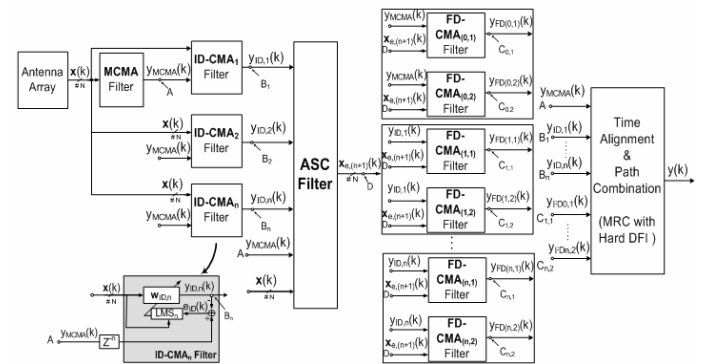 Antenna
Array
x(k)
#N
MCMA
Filter
yMCMA(k)
A
ID-CMA1
Filter
yID,1(k)
B1
x(k)
#N
yMCMA(k)
ID-CMA2
Filter
yID,2(k)
B2
x(k)
#N
yMCMA(k)
ID-CMAn
Filter
yID,n(k)
Bn
A
yMCMA(k)
x(k)
#N
ASC
Filter
xe,(n+1)(k)
#N
D
x(k)
#N
wID,n
LMSn
yID,n(k)
Bn
eID(k)
A
yMCMA(k)
Z-n
ID-CMAn Filter
yMCMA(k)
xe,(n+1)(k)
D
FD-
CMA(0,1)
Filter
yFD(0,1)(k)
C0,1
yMCMA(k)
xe,(n+1)(k)
D
FD-
CMA(0,2)
Filter
yFD(0,2)(k)
C0,2
yID,1(k)
xe,(n+1)(k)
D
FD-
CMA(1,1)
Filter
yFD(1,1)(k)
C1,1
yID,1(k)
xe,(n+1)(k)
D
FD-
CMA(1,2)
Filter
yFD(1,2)(k)
C1,2
yID,n(k)
xe,(n+1)(k)
D
FD-
CMA(n,1)
Filter
yFD(n,1)(k)
Cn,1
yID,n(k)
xe,(n+1)(k)
D
FD-
CMA(n,2)
Filter
yFD(n,2)(k)
Cn,2
yMCMA(k)
A
yID,1(k)
B1
yID,n(k)
Bn
C1,1
Cn,2
Time
Alignment
&
Path
Combination
(MRC with
Hard DFI )
y(k)